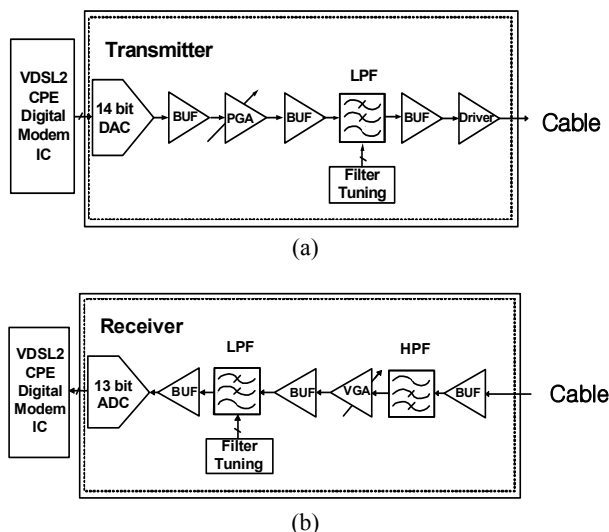 Transmitter
VDSL2
CPE
Digital
Modem
IC
14 bit
DAC
BUF
PGA
BUF
LPF
BUF
Driver
Cable
Filter
Tuning
(a)
Receiver
VDSL2
CPE
Digital
Modem
IC
13 bit
ADC
BUF
LPF
BUF
VGA
HPF
BUF
Cable
Filter
Tuning
(b)